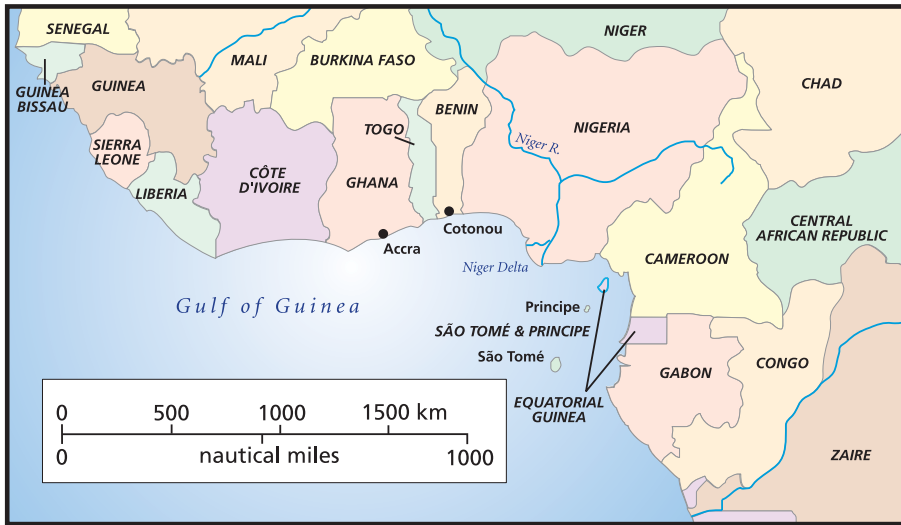 SENEGAL
GUINEA
BISSAU
GUINEA
SIERRA
LEONE
LIBERIA
MALI
CÔTE
D'IVOIRE
BURKINA FASO
GHANA
TOGO
BENIN
NIGER
NIGERIA
Niger R.
CHAD
CENTRAL
AFRICAN REPUBLIC
CAMEROON
Accra
Cotonou
Niger Delta
Gulf of Guinea
Principe
SÃO TOMÉ & PRINCIPE
São Tomé
EQUATORIAL
GUINEA
GABON
CONGO
ZAIRE
0 500 1000 1500 km
0 nautical miles 1000